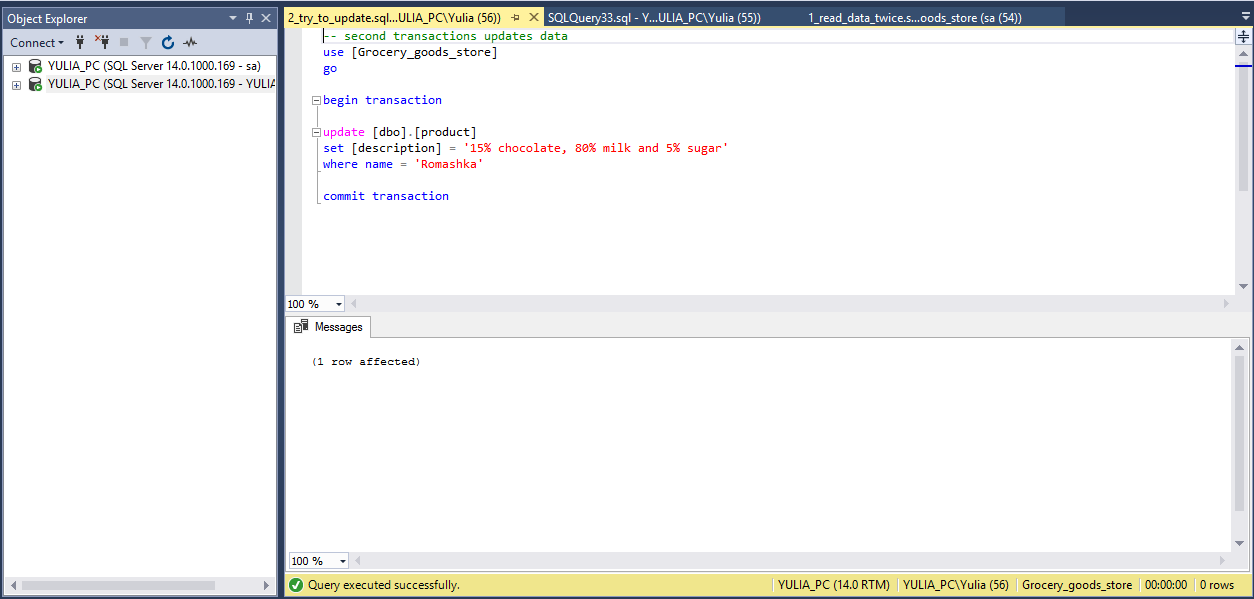 Object Explorer
Connect
YULIA_PC (SQL Server 14.0.1000.169 - sa)
YULIA_PC (SQL Server 14.0.1000.169 - YULIA
2_try_to_update.sql...ULIA_PC\Yulia (56))
SQLQuery33.sql - Y...ULIA_PC\Yulia (55))
1_read_data_twice.s...oods_store (sa (54))
-- second transactions updates data
use [Grocery_goods_store]
go
begin transaction
update [dbo].[product]
set [description] = '15% chocolate, 80% milk and 5% sugar'
where name = 'Romashka'
commit transaction
100 %
Messages
(1 row affected)
100 %
Query executed successfully.
YULIA_PC (14.0 RTM)
YULIA_PC\Yulia (56)
Grocery_goods_store
00:00:00
0 rows